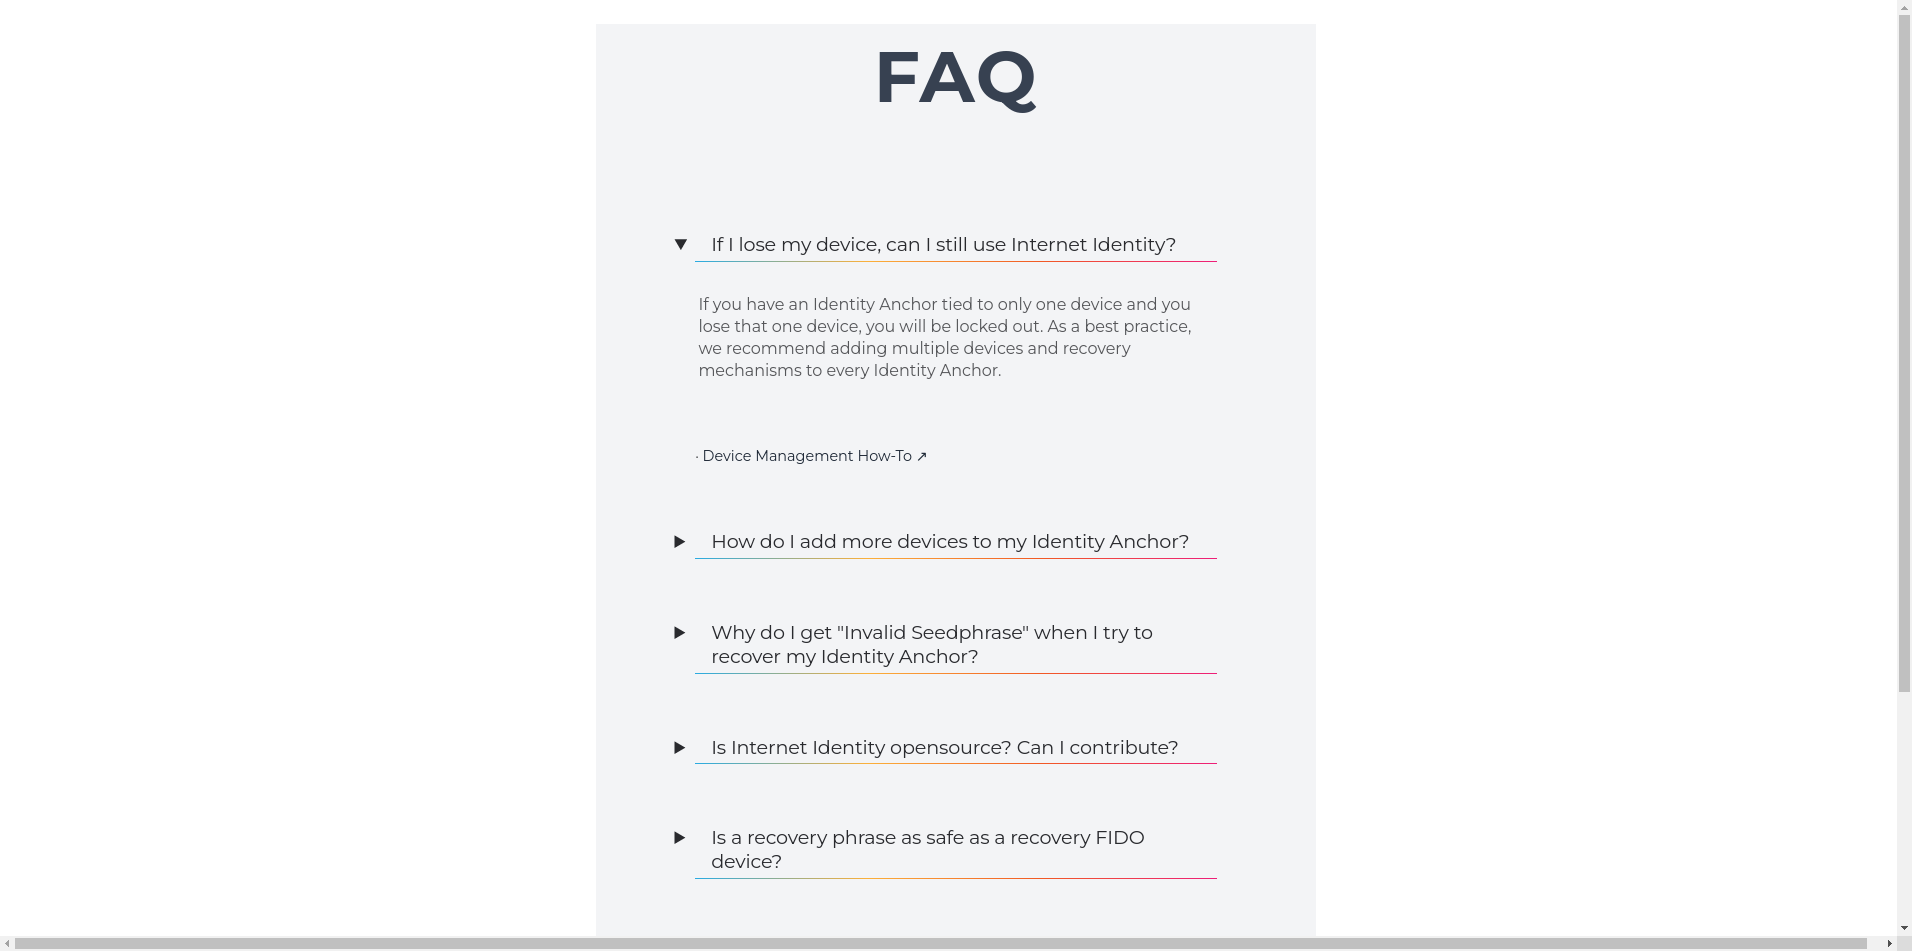 FAQ
If I lose my device, can I still use Internet Identity?
If you have an Identity Anchor tied to only one device and you
lose that one device, you will be locked out. As a best practice,
we recommend adding multiple devices and recovery
mechanisms to every Identity Anchor.
· Device Management How-To ↗
How do I add more devices to my Identity Anchor?
Why do I get "Invalid Seedphrase" when I try to
recover my Identity Anchor?
Is Internet Identity opensource? Can I contribute?
Is a recovery phrase as safe as a recovery FIDO
device?